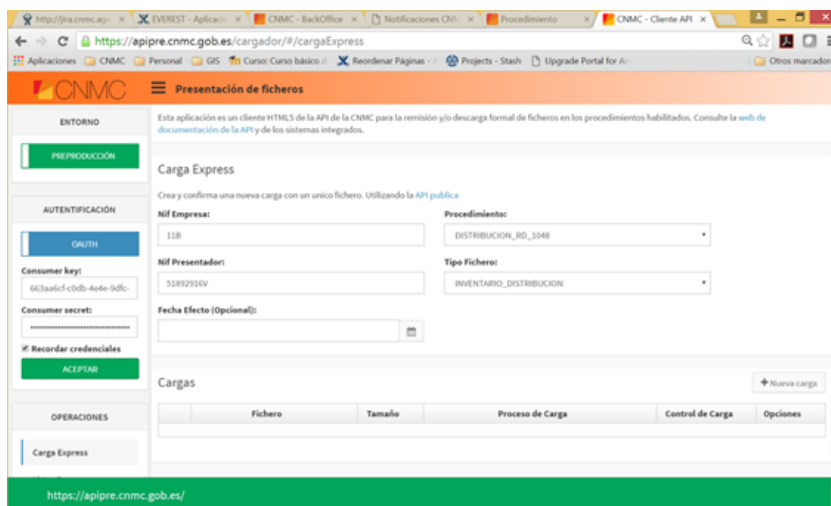 http://jira.cnmc.age
EVEREST - Aplicació
CNMC - BackOffice
Notificaciones CNM
Procedimiento
CNMC - Cliente API
https://apipre.cnmc.gob.es/cargador/#/cargaExpress
Aplicaciones CNMC Personal GIS Curso: Curso básico d Reordenar Páginas - J Projects - Stash Upgrade Portal for Ar Otros marcador
CNMC Presentación de ficheros
ENTORNO
PREPRODUCCIÓN
AUTENTIFICACIÓN
OAUTH
Consumer key:
663aa6cf-c0db-4e4e-9dfc-
Consumer secret:
Recordar credenciales
ACEPTAR
OPERACIONES
Carga Express
Esta aplicación es un cliente HTML5 de la API de la CNMC para la remisión y/o descarga formal de ficheros en los procedimientos habilitados. Consulte la web de
documentación de la API y de los sistemas integrados.
Carga Express
Crea y confirma una nueva carga con un unico fichero. Utilizando la API publica
Nif Empresa:
11B
Procedimiento:
DISTRIBUCION_RD_1048
Nif Presentador:
51892916V
Tipo Fichero:
INVENTARIO_DISTRIBUCION
Fecha Efecto (Opcional):
Cargas
+ Nueva carga
Fichero Tamaño Proceso de Carga Control de Carga Opciones
https://apipre.cnmc.gob.es/